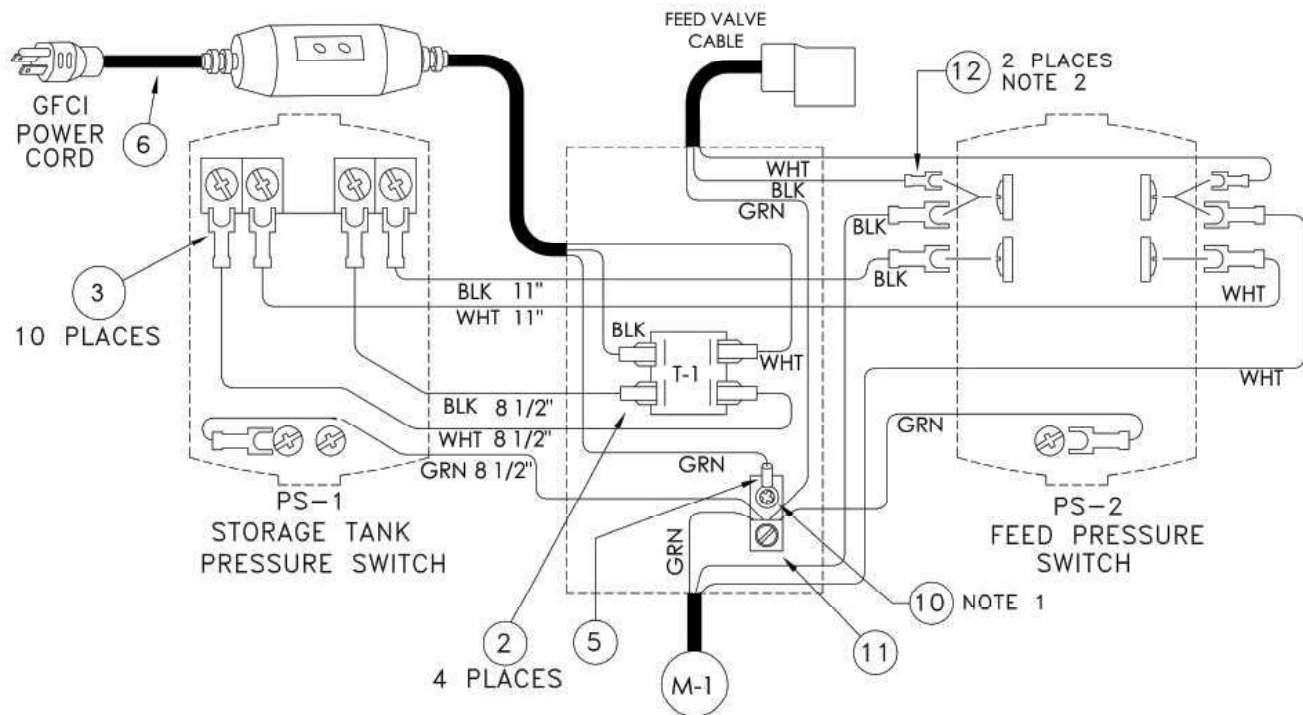 GFCI
POWER
CORD
6
FEED VALVE
CABLE
12
2 PLACES
NOTE 2
WHT
BLK
GRN
BLK
BLK
3
10 PLACES
BLK 11"
WHT 11"
WHT
BLK
WHT
T-1
WHT
BLK 8 1/2"
WHT 8 1/2"
GRN 8 1/2"
GRN
GRN
GRN
PS-1
STORAGE TANK
PRESSURE SWITCH
PS-2
FEED PRESSURE
SWITCH
2
4 PLACES
5
10
NOTE 1
11
M-1